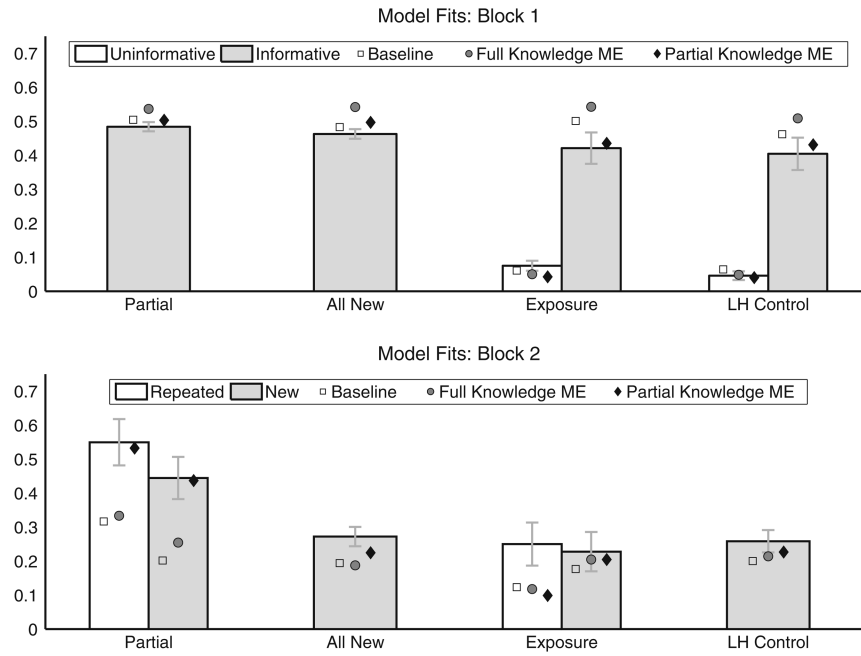 Model Fits: Block 1
Uninformative Informative Baseline Full Knowledge ME Partial Knowledge ME
0.7
0.6
0.5
0.4
0.3
0.2
0.1
0
Partial All New Exposure LH Control
Model Fits: Block 2
Repeated New Baseline Full Knowledge ME Partial Knowledge ME
0.7
0.6
0.5
0.4
0.3
0.2
0.1
0
Partial All New Exposure LH Control